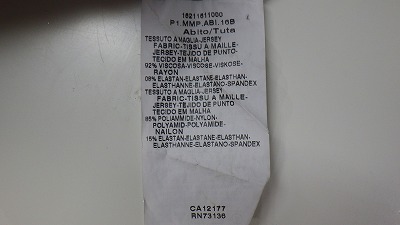 16211611000
P1.MMP.ABI.16B
Abito/Tuta
TESSUTO A MAGLIA-JERSEY
FABRIC-TISSU A MAILLE-
JERSEY-TEJIDO DE PUNTO-
TECIDO EM MALHA
92% VISCOSA-VISCOSE-VISKOSE-
RAYON
08% ELASTAN-ELASTANE-ELASTHAN-
ELASTHANNE-ELASTANO-SPANDEX
TESSUTO A MAGLIA-JERSEY
FABRIC-TISSU A MAILLE-
JERSEY-TEJIDO DE PUNTO
TECIDO EM MALHA
85% POLIAMMIDE-NYLON-
POLYAMID-POLYAMIDE-
NAILON
15% ELASTAN-ELASTANE-ELASTHAN-
ELASTHANNE-ELASTANO-SPANDEX
CA12177
RN73136